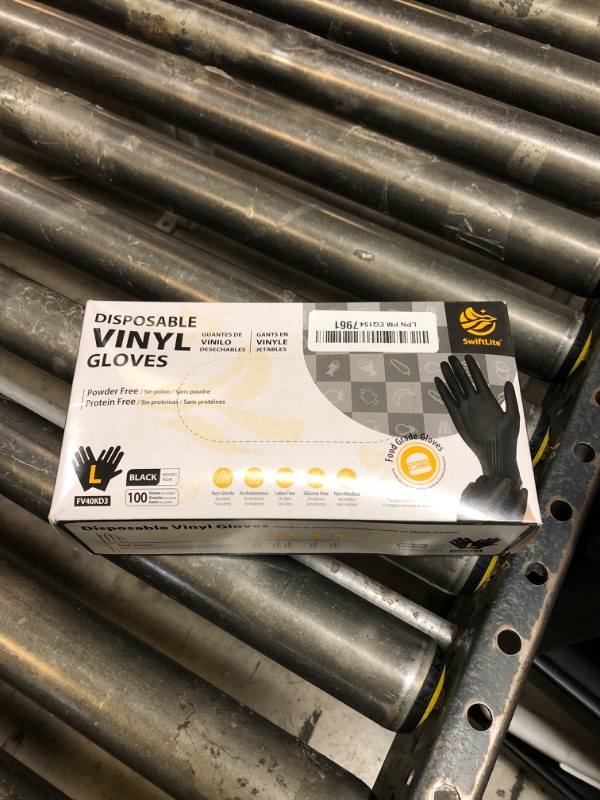 DISPOSABLE
VINYL
GLOVES
GUANTES DE
VINILO
DESECHABLES
GANTS EN
VINYLE
JETABLES
LPN PM EQ154 7961
SwiftLite
Powder Free / Sin polvo / Sans poudre
Protein Free / Sin proteínas / Sans protéines
Food Grade Gloves
L
FV40KD3
BLACK
NEGRO
NOIR
100
Non-Sterile
Ambidextrous
Latex Free
Silicone Free
Non-Medical
Disposable Vinyl Gloves